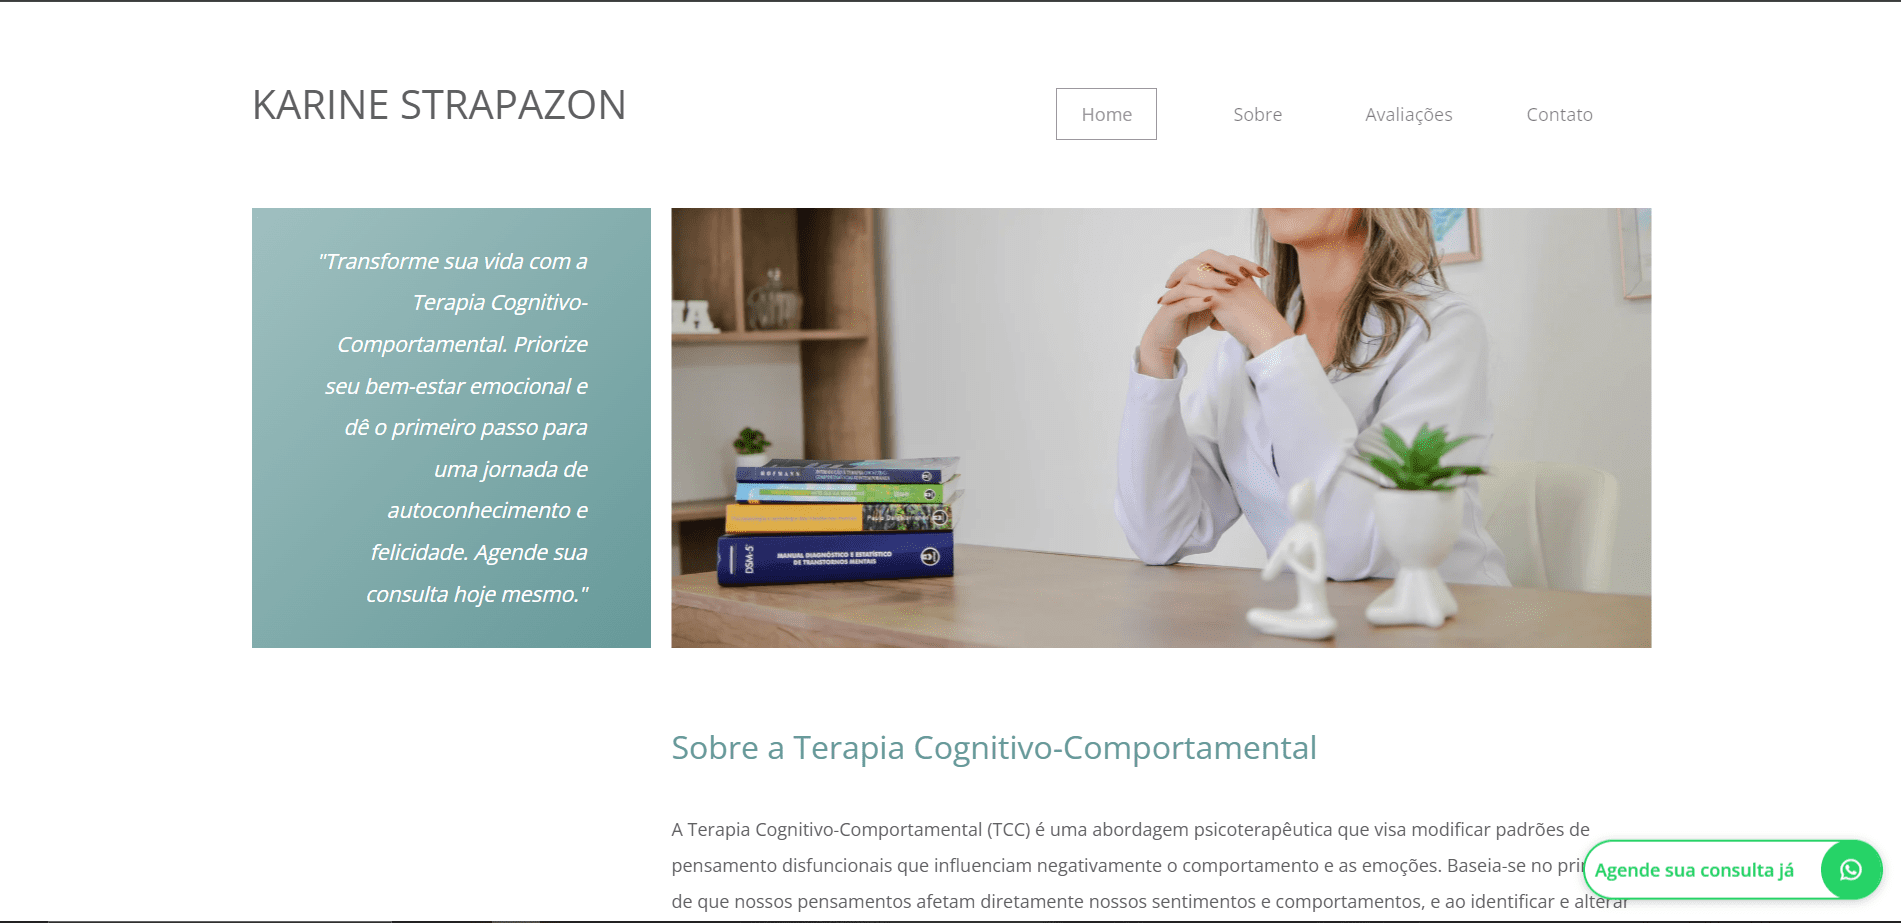 KARINE STRAPAZON
Home
Sobre
Avaliações
Contato
"Transforme sua vida com a
Terapia Cognitivo-
Comportamental. Priorize
seu bem-estar emocional e
dê o primeiro passo para
uma jornada de
autoconhecimento e
felicidade. Agende sua
consulta hoje mesmo."
HOFMANN
DSM-5
MANUAL DIAGNÓSTICO E ESTATÍSTICO
DE TRANSTORNOS MENTAIS
Sobre a Terapia Cognitivo-Comportamental
A Terapia Cognitivo-Comportamental (TCC) é uma abordagem psicoterapêutica que visa modificar padrões de
pensamento disfuncionais que influenciam negativamente o comportamento e as emoções. Baseia-se no
de que nossos pensamentos afetam diretamente nossos sentimentos e comportamentos, e ao identificar e alterar
Agende sua consulta já